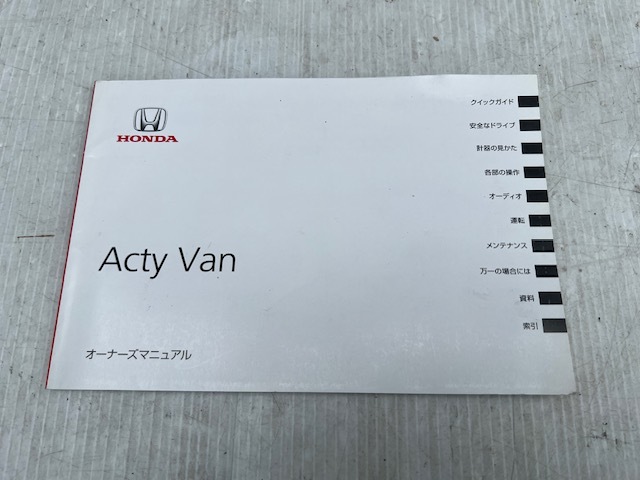 HONDA
Acty Van
オーナーズマニュアル
クイックガイド
安全なドライブ
計器の見かた
各部の操作
オーディオ
運転
メンテナンス
万一の場合には
資料
索引